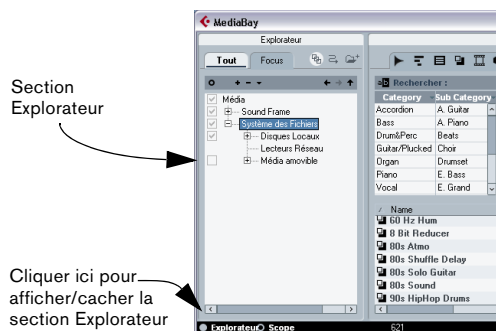 MediaBay
Explorateur
Tout Focus
Section
Explorateur
Média
Sound Frame
Système des Fichiers
Disques Locaux
Lecteurs Réseau
Média amovible
Rechercher :
Category Sub Category
Accordion A. Guitar
Bass A. Piano
Drum&Perc Beats
Guitar/Plucked Choir
Organ Drumset
Piano E. Bass
Vocal E. Grand
Name
60 Hz Hum
8 Bit Reducer
80s Atmo
80s Shuffle Delay
80s Solo Guitar
80s Sound
90s HipHop Drums
Cliquer ici pour
afficher/cacher la
section Explorateur
Explorateur Scope 621